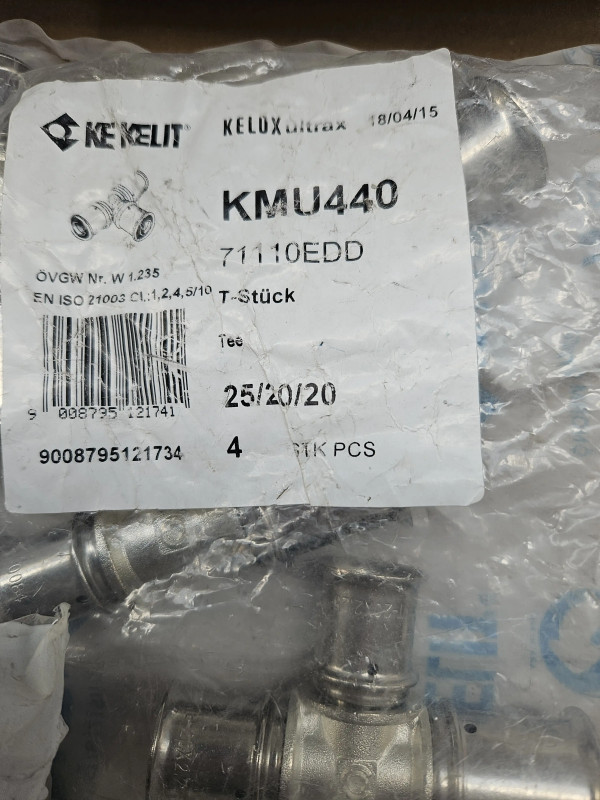 KE KELIT
KELOX ultrax 18/04/15
KMU440
71110EDD
ÖVGW Nr. W 1.235
EN ISO 21003 Cl.:1,2,4,5/10
T-Stück
Tee
25/20/20
9 008795 121741
9008795121734
4 STK PCS